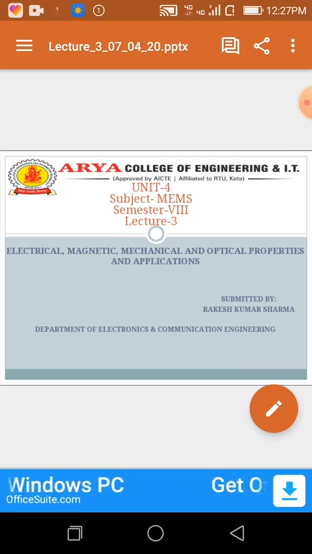 12:27PM
Lecture_3_07_04_20.pptx
ARYA COLLEGE OF ENGINEERING & I.T.
(Approved by AICTE | Affiliated to RTU, Kota)
UNIT-4
Subject- MEMS
Semester-VIII
Lecture-3
ELECTRICAL, MAGNETIC, MECHANICAL AND OPTICAL PROPERTIES
AND APPLICATIONS
SUBMITTED BY:
RAKESH KUMAR SHARMA
DEPARTMENT OF ELECTRONICS & COMMUNICATION ENGINEERING
Windows PC
Get O
OfficeSuite.com